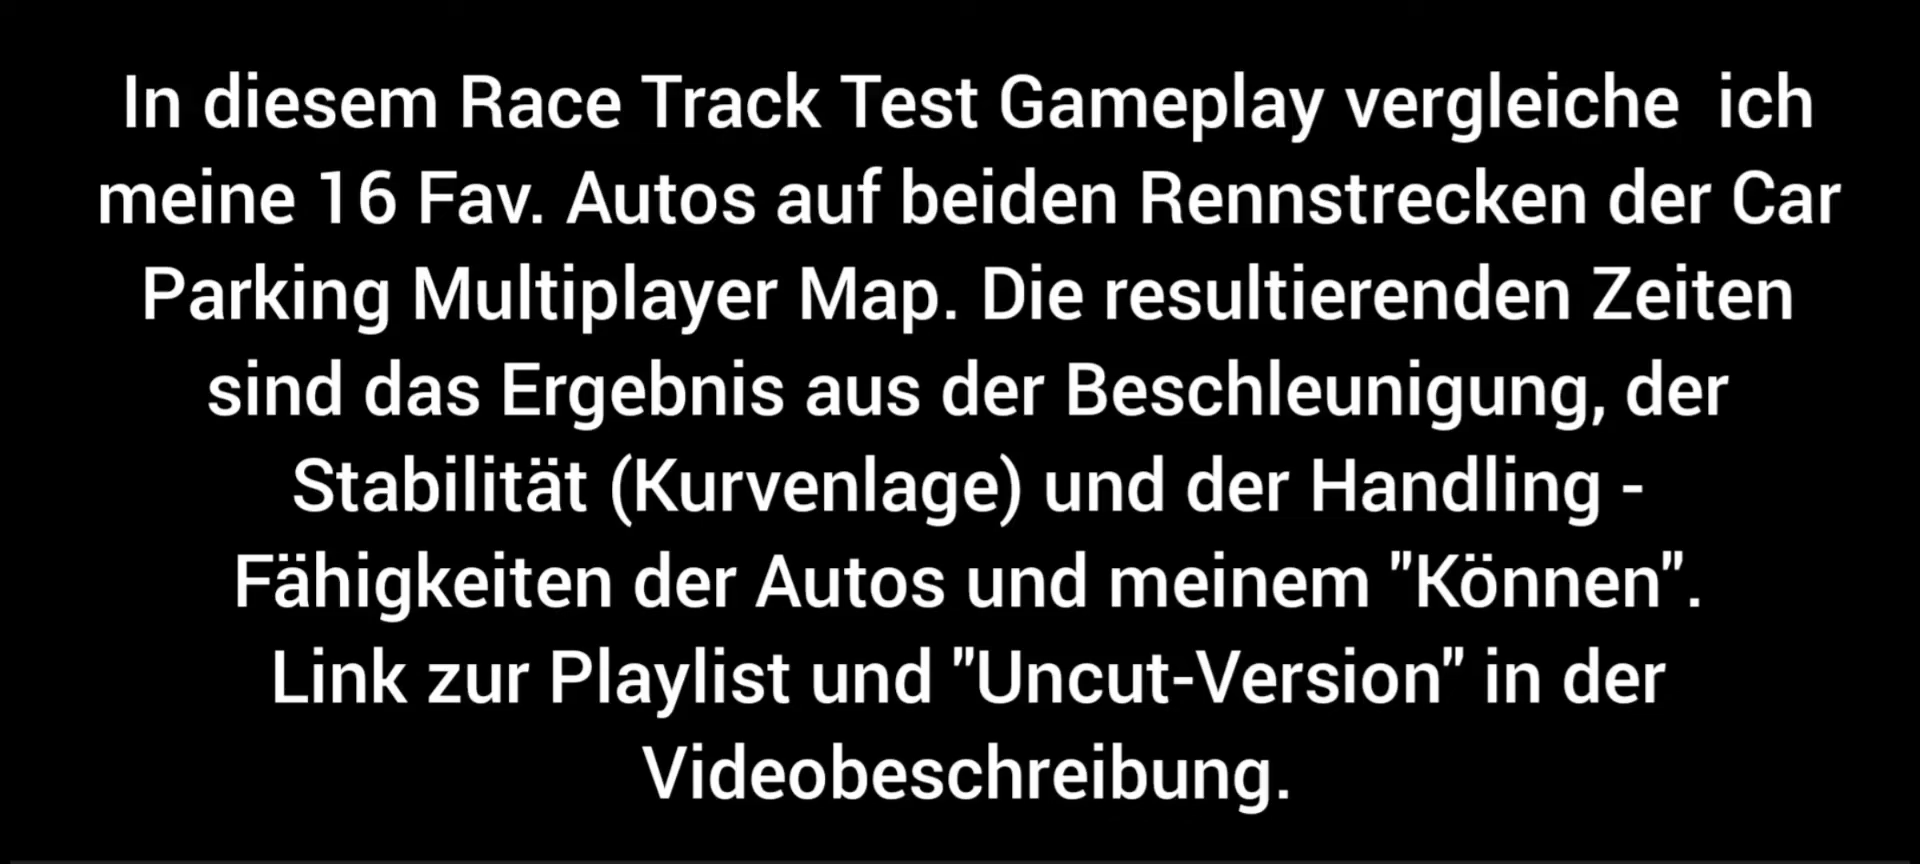 In diesem Race Track Test Gameplay vergleiche  ich
meine 16 Fav. Autos auf beiden Rennstrecken der Car
Parking Multiplayer Map. Die resultierenden Zeiten
sind das Ergebnis aus der Beschleunigung, der
Stabilität (Kurvenlage) und der Handling -
Fähigkeiten der Autos und meinem "Können".
Link zur Playlist und "Uncut-Version" in der
Videobeschreibung.